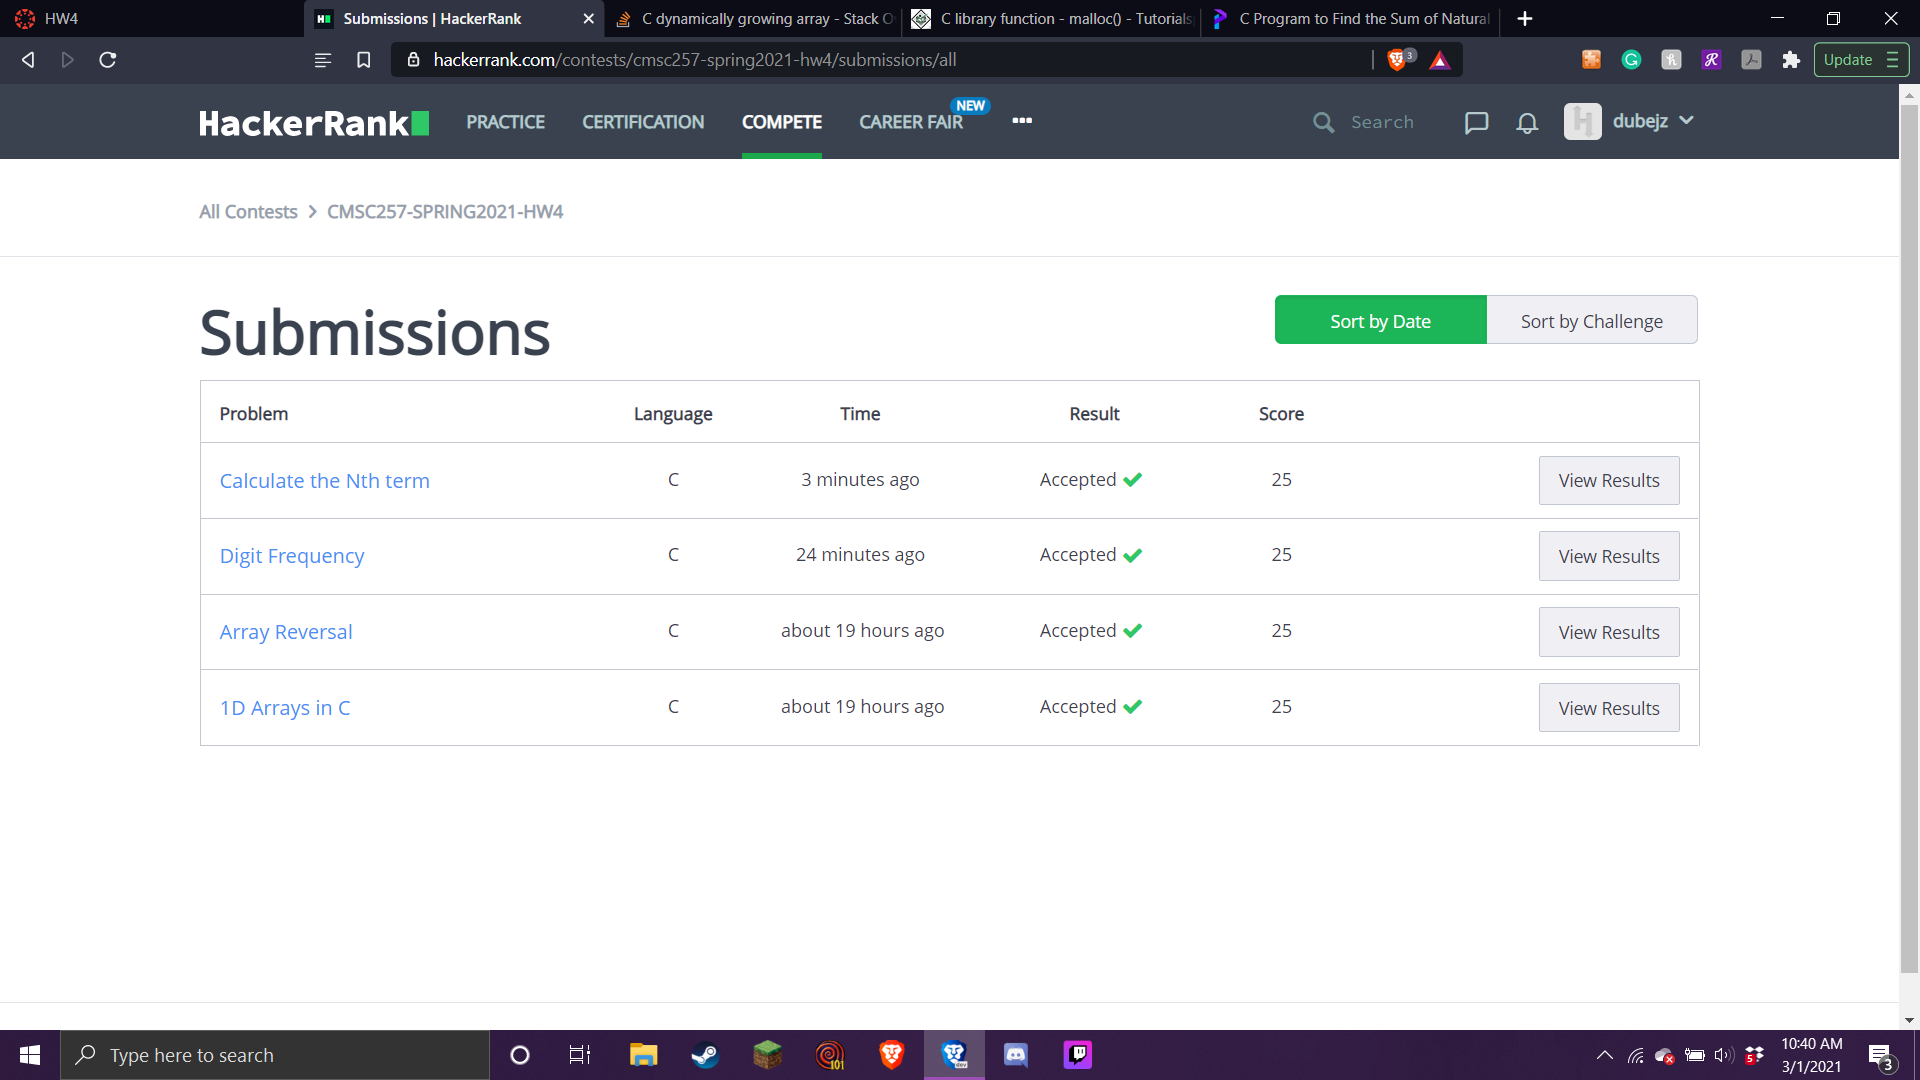 HW4
Submissions | HackerRank
C dynamically growing array - Stack O
C library function - malloc() - Tutorials
C Program to Find the Sum of Natural
hackerrank.com/contests/cmsc257-spring2021-hw4/submissions/all
3
Update
HackerRank
PRACTICE
CERTIFICATION
COMPETE
CAREER FAIR
NEW
Search
dubejz
All Contests > CMSC257-SPRING2021-HW4
Submissions
Sort by Date
Sort by Challenge
Problem Language Time Result Score
Calculate the Nth term C 3 minutes ago Accepted 25 View Results
Digit Frequency C 24 minutes ago Accepted 25 View Results
Array Reversal C about 19 hours ago Accepted 25 View Results
1D Arrays in C C about 19 hours ago Accepted 25 View Results
Type here to search
101
dev
5
10:40 AM
3/1/2021
3